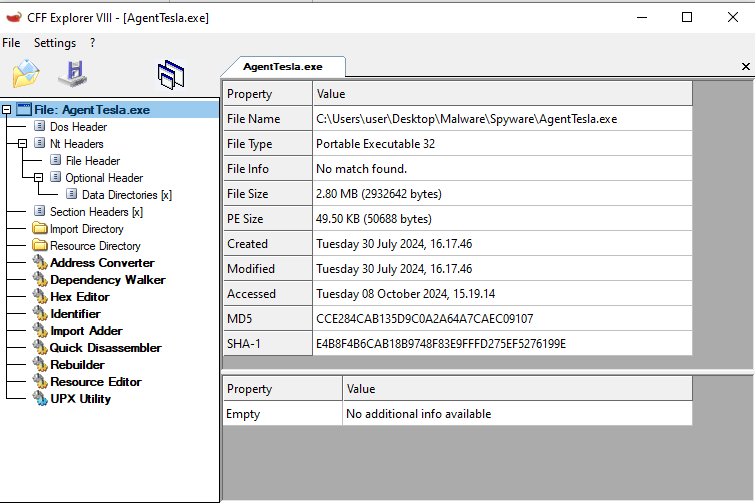 CFF Explorer VIII - [AgentTesla.exe]
File Settings ?
AgentTesla.exe
File: AgentTesla.exe
Dos Header
Nt Headers
File Header
Optional Header
Data Directories [x]
Section Headers [x]
Import Directory
Resource Directory
Address Converter
Dependency Walker
Hex Editor
Identifier
Import Adder
Quick Disassembler
Rebuilder
Resource Editor
UPX Utility
Property Value
File Name C:\Users\user\Desktop\Malware\Spyware\AgentTesla.exe
File Type Portable Executable 32
File Info No match found.
File Size 2.80 MB (2932642 bytes)
PE Size 49.50 KB (50688 bytes)
Created Tuesday 30 July 2024, 16.17.46
Modified Tuesday 30 July 2024, 16.17.46
Accessed Tuesday 08 October 2024, 15.19.14
MD5 CCE284CAB135D9C0A2A64A7CAEC09107
SHA-1 E4B8F4B6CAB18B9748F83E9FFFD275EF5276199E
Property Value
Empty No additional info available